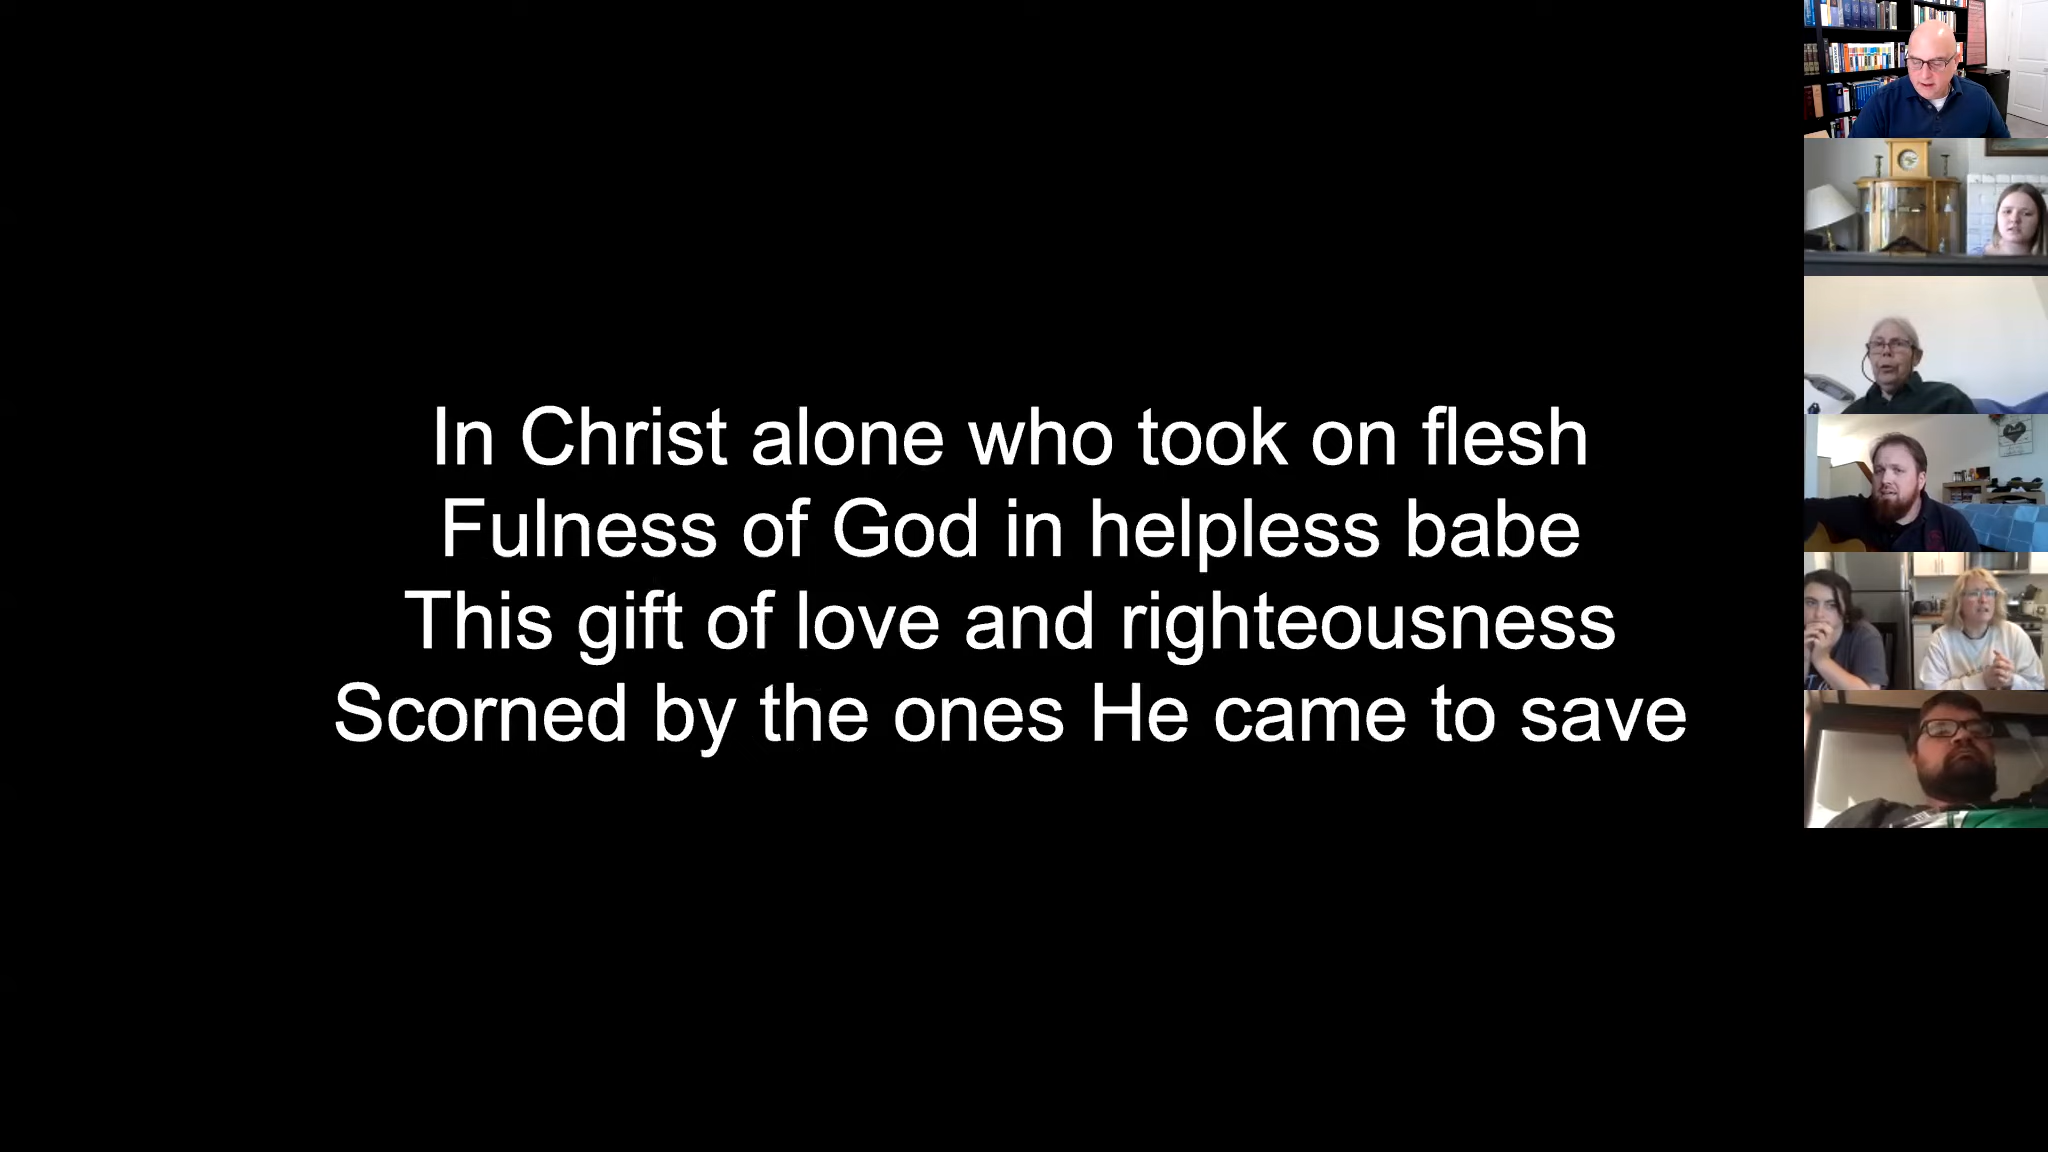 In Christ alone who took on flesh
Fulness of God in helpless babe
This gift of love and righteousness
Scorned by the ones He came to save